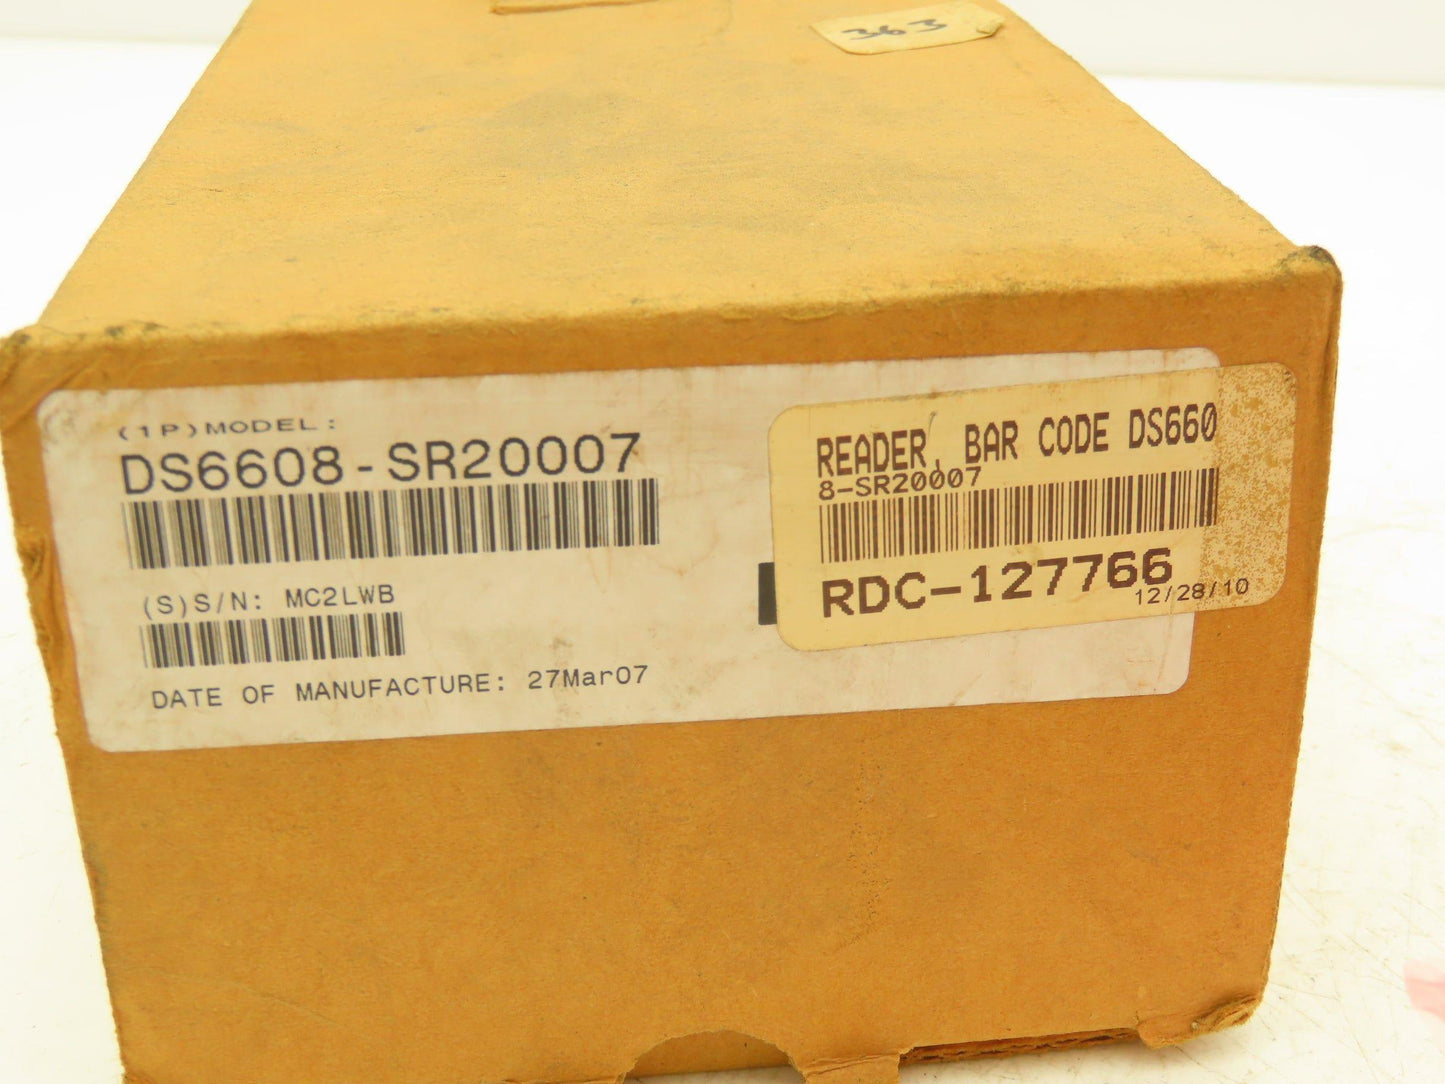 363
(1P)MODEL:
DS6608-SR20007
(S)S/N: MC2LWB
DATE OF MANUFACTURE: 27Mar07
READER, BAR CODE DS660
8-SR20007
RDC-127766
12/28/10